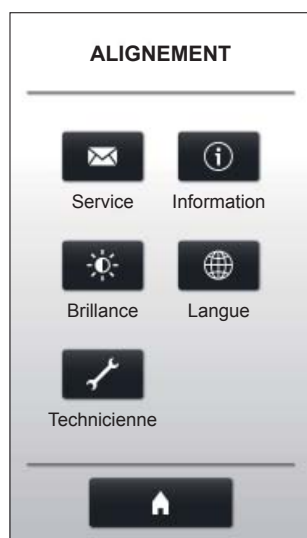 ALIGNEMENT
Service Information
Brillance Langue
Technicienne